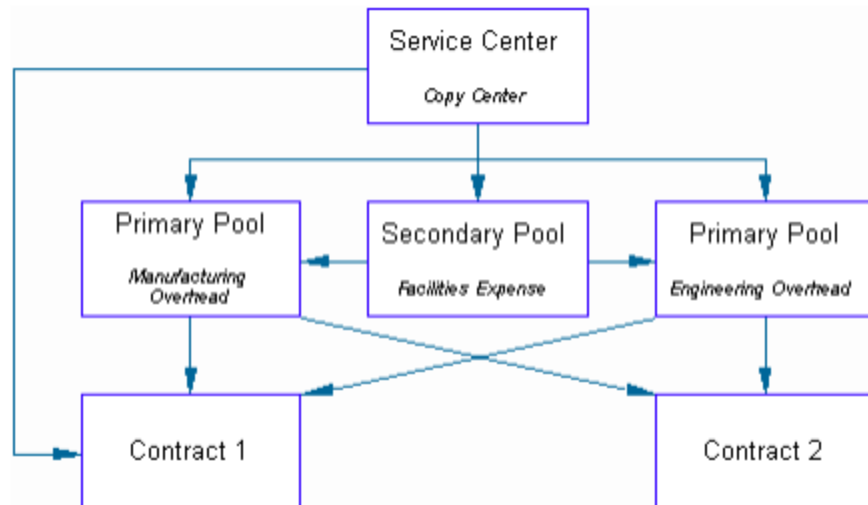 Service Center
Copy Center
Primary Pool
Manufacturing
Overhead
Secondary Pool
Facilities Expense
Primary Pool
Engineering Overhead
Contract 1
Contract 2